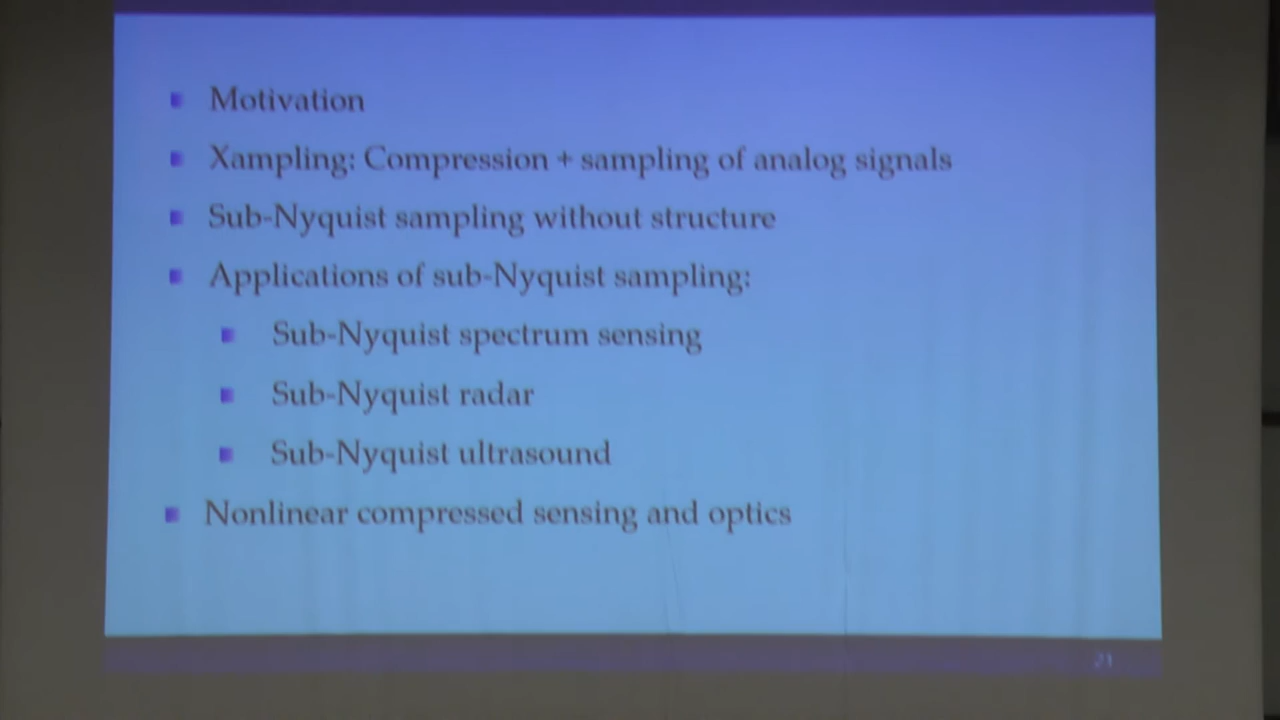 Motivation
Xampling: Compression + sampling of analog signals
Sub-Nyquist sampling without structure
Applications of sub-Nyquist sampling:
Sub-Nyquist spectrum sensing
Sub-Nyquist radar
Sub-Nyquist ultrasound
Nonlinear compressed sensing and optics
21